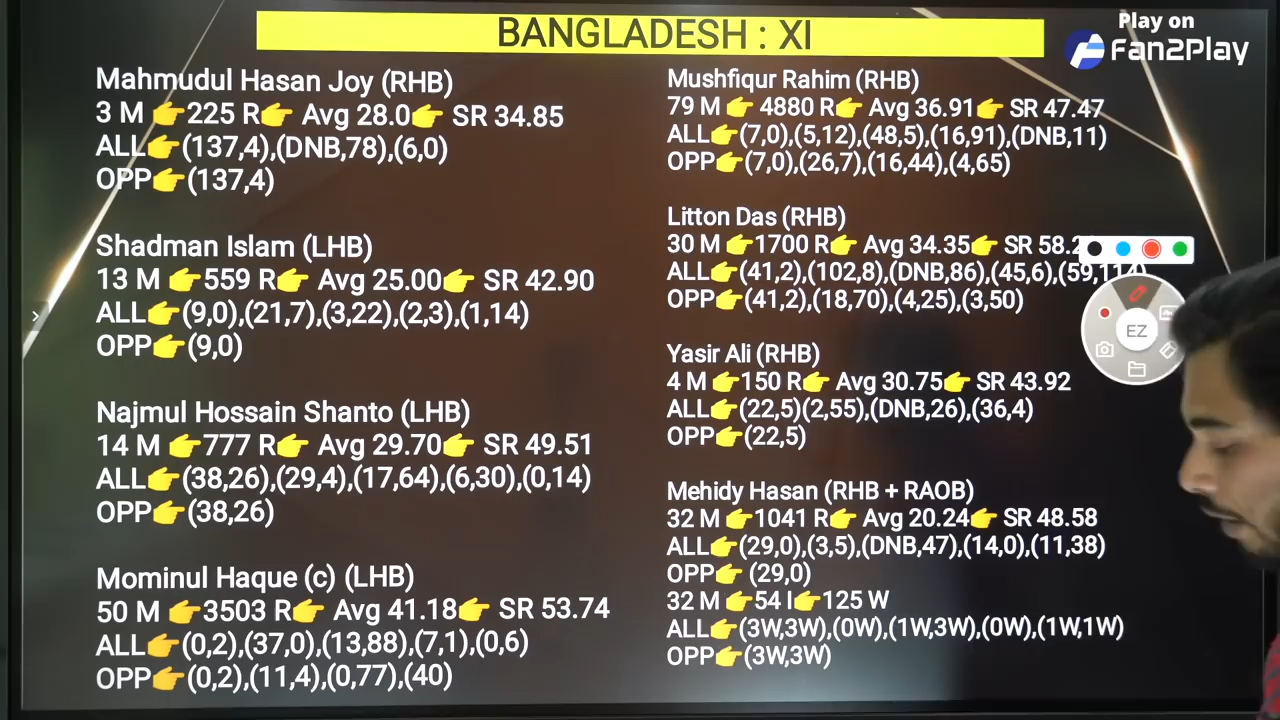 BANGLADESH : XI
Play on
Fan2Play
Mahmudul Hasan Joy (RHB)
3 M 👉225 R👉 Avg 28.0👉 SR 34.85
ALL👉(137,4),(DNB,78),(6,0)
OPP👉(137,4)
Shadman Islam (LHB)
13 M 👉559 R👉 Avg 25.00👉 SR 42.90
ALL👉(9,0),(21,7),(3,22),(2,3),(1,14)
OPP👉(9,0)
Najmul Hossain Shanto (LHB)
14 M 👉777 R👉 Avg 29.70👉 SR 49.51
ALL👉(38,26),(29,4),(17,64),(6,30),(0,14)
OPP👉(38,26)
Mominul Haque (c) (LHB)
50 M 👉3503 R👉 Avg 41.18👉 SR 53.74
ALL👉(0,2),(37,0),(13,88),(7,1),(0,6)
OPP👉(0,2),(11,4),(0,77),(40)
Mushfiqur Rahim (RHB)
79 M👉 4880 R👉 Avg 36.91👉 SR 47.47
ALL👉(7,0),(5,12),(48,5),(16,91),(DNB,11)
OPP👉(7,0),(26,7),(16,44),(4,65)
Litton Das (RHB)
30 M 👉1700 R👉 Avg 34.35👉 SR
ALL👉(41,2),(102,8),(DNB,86),(45,6),(59,114)
OPP👉(41,2),(18,70),(4,25),(3,50)
Yasir Ali (RHB)
4 M 👉150 R👉 Avg 30.75👉 SR 43.92
ALL👉(22,5)(2,55),(DNB,26),(36,4)
OPP👉(22,5)
Mehidy Hasan (RHB + RAOB)
32 M 👉1041 R👉 Avg 20.24👉 SR 48.58
ALL👉(29,0),(3,5),(DNB,47),(14,0),(11,38)
OPP👉 (29,0)
32 M 👉54 I👉125 W
ALL👉(3W,3W),(0W),(1W,3W),(0W),(1W,1W)
OPP👉(3W,3W)
EZ